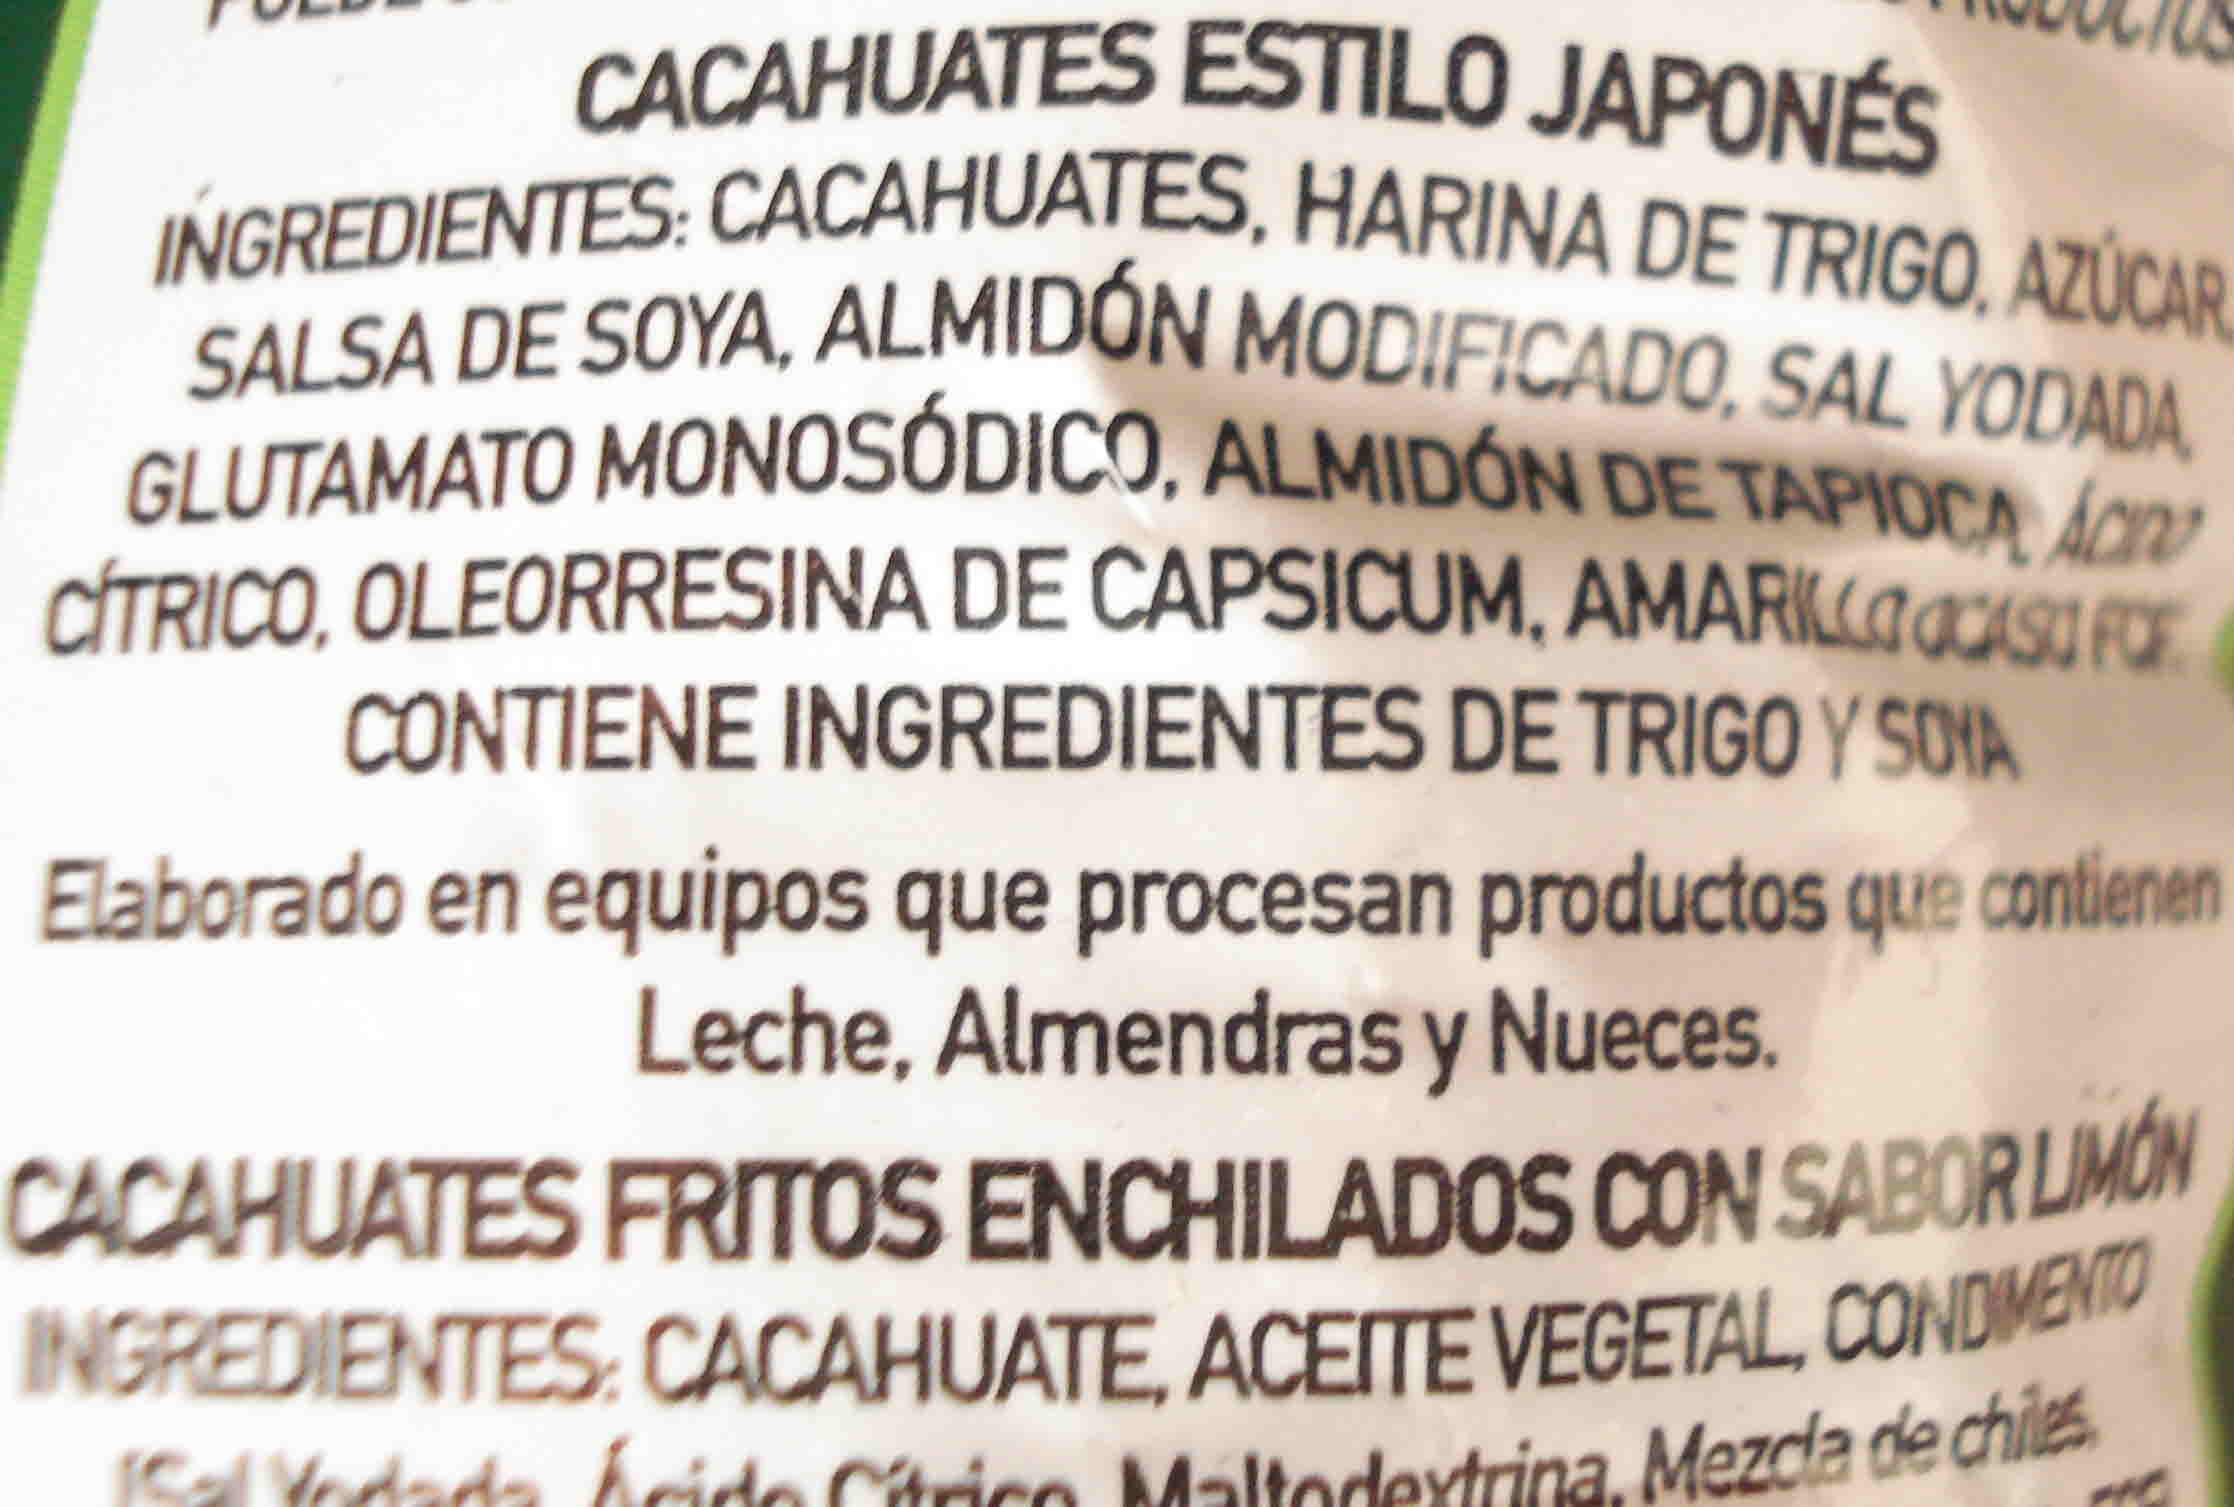 PRODUCTOS
CACAHUATES ESTILO JAPONÉS
INGREDIENTES: CACAHUATES, HARINA DE TRIGO, AZÚCAR,
SALSA DE SOYA, ALMIDÓN MODIFICADO, SAL YODADA,
GLUTAMATO MONOSÓDICO, ALMIDÓN DE TAPIOCA, ÁCIDO
CÍTRICO, OLEORRESINA DE CAPSICUM, AMARILLO OCASO FCF.
CONTIENE INGREDIENTES DE TRIGO Y SOYA
Elaborado en equipos que procesan productos que contienen
Leche, Almendras y Nueces.
CACAHUATES FRITOS ENCHILADOS CON SABOR LIMÓN
INGREDIENTES: CACAHUATE, ACEITE VEGETAL, CONDIMENTO
(Sal Yodada, Ácido Cítrico, Maltodextrina, Mezcla de chiles,